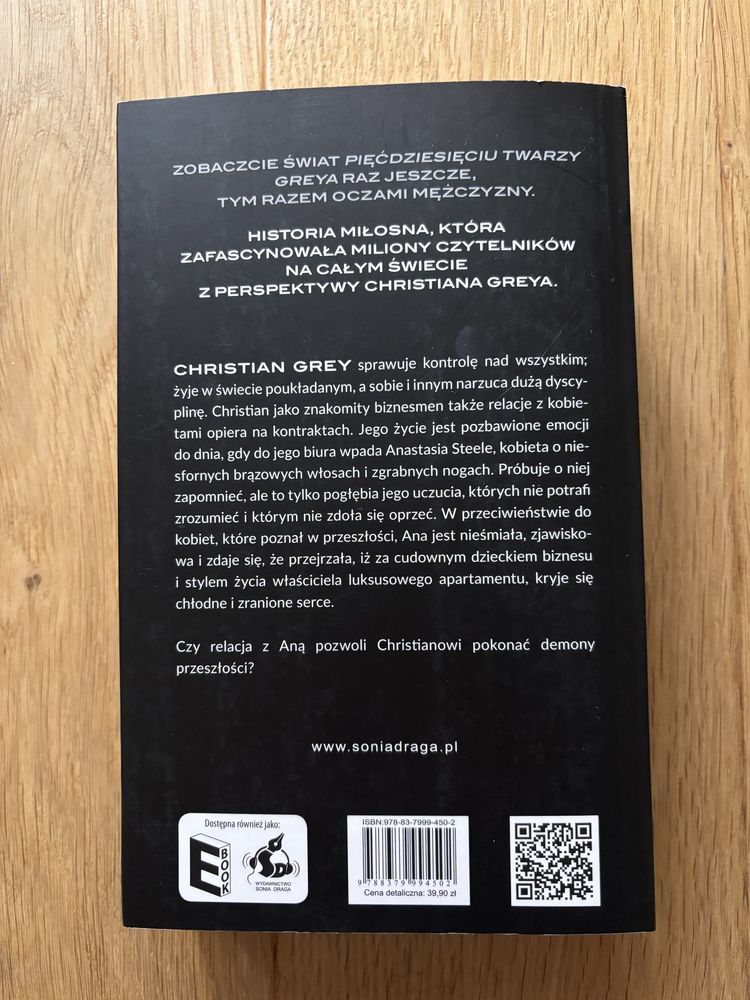 ZOBACZCIE ŚWIAT PIĘĆDZIESIĘCIU TWARZY
GREYA RAZ JESZCZE,
TYM RAZEM OCZAMI MĘŻCZYZNY.
HISTORIA MIŁOSNA, KTÓRA
ZAFASCYNOWAŁA MILIONY CZYTELNIKÓW
NA CAŁYM ŚWIECIE
Z PERSPEKTYWY CHRISTIANA GREYA.
CHRISTIAN GREY sprawuje kontrolę nad wszystkim;
żyje w świecie poukładanym, a sobie i innym narzuca dużą dyscy-
plinę. Christian jako znakomity biznesmen także relacje z kobie-
tami opiera na kontraktach. Jego życie jest pozbawione emocji
do dnia, gdy do jego biura wpada Anastasia Steele, kobieta o nie-
sfornych brązowych włosach i zgrabnych nogach. Próbuje o niej
zapomnieć, ale to tylko pogłębia jego uczucia, których nie potrafi
zrozumieć i którym nie zdoła się oprzeć. W przeciwieństwie do
kobiet, które poznał w przeszłości, Ana jest nieśmiała, zjawisko-
wa i zdaje się, że przejrzała, iż za cudownym dzieckiem biznesu
i stylem życia właściciela luksusowego apartamentu, kryje się
chłodne i zranione serce.
Czy relacja z Aną pozwoli Christianowi pokonać demony
przeszłości?
www.soniadraga.pl
Dostępna również jako:
E BOOK
SD
WYDAWNICTWO
SONIA DRAGA
ISBN:978-83-7999-450-2
9 788379 994502
Cena detaliczna: 39,90 zł